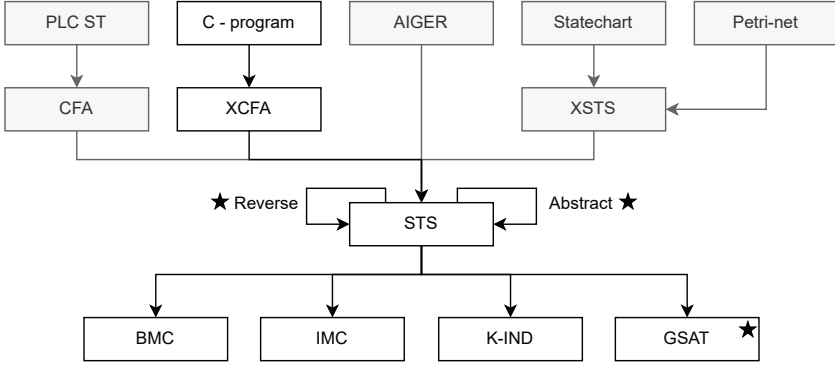 PLC ST
C - program
AIGER
Statechart
Petri-net
CFA
XCFA
XSTS
★ Reverse
Abstract ★
STS
BMC
IMC
K-IND
GSAT ★